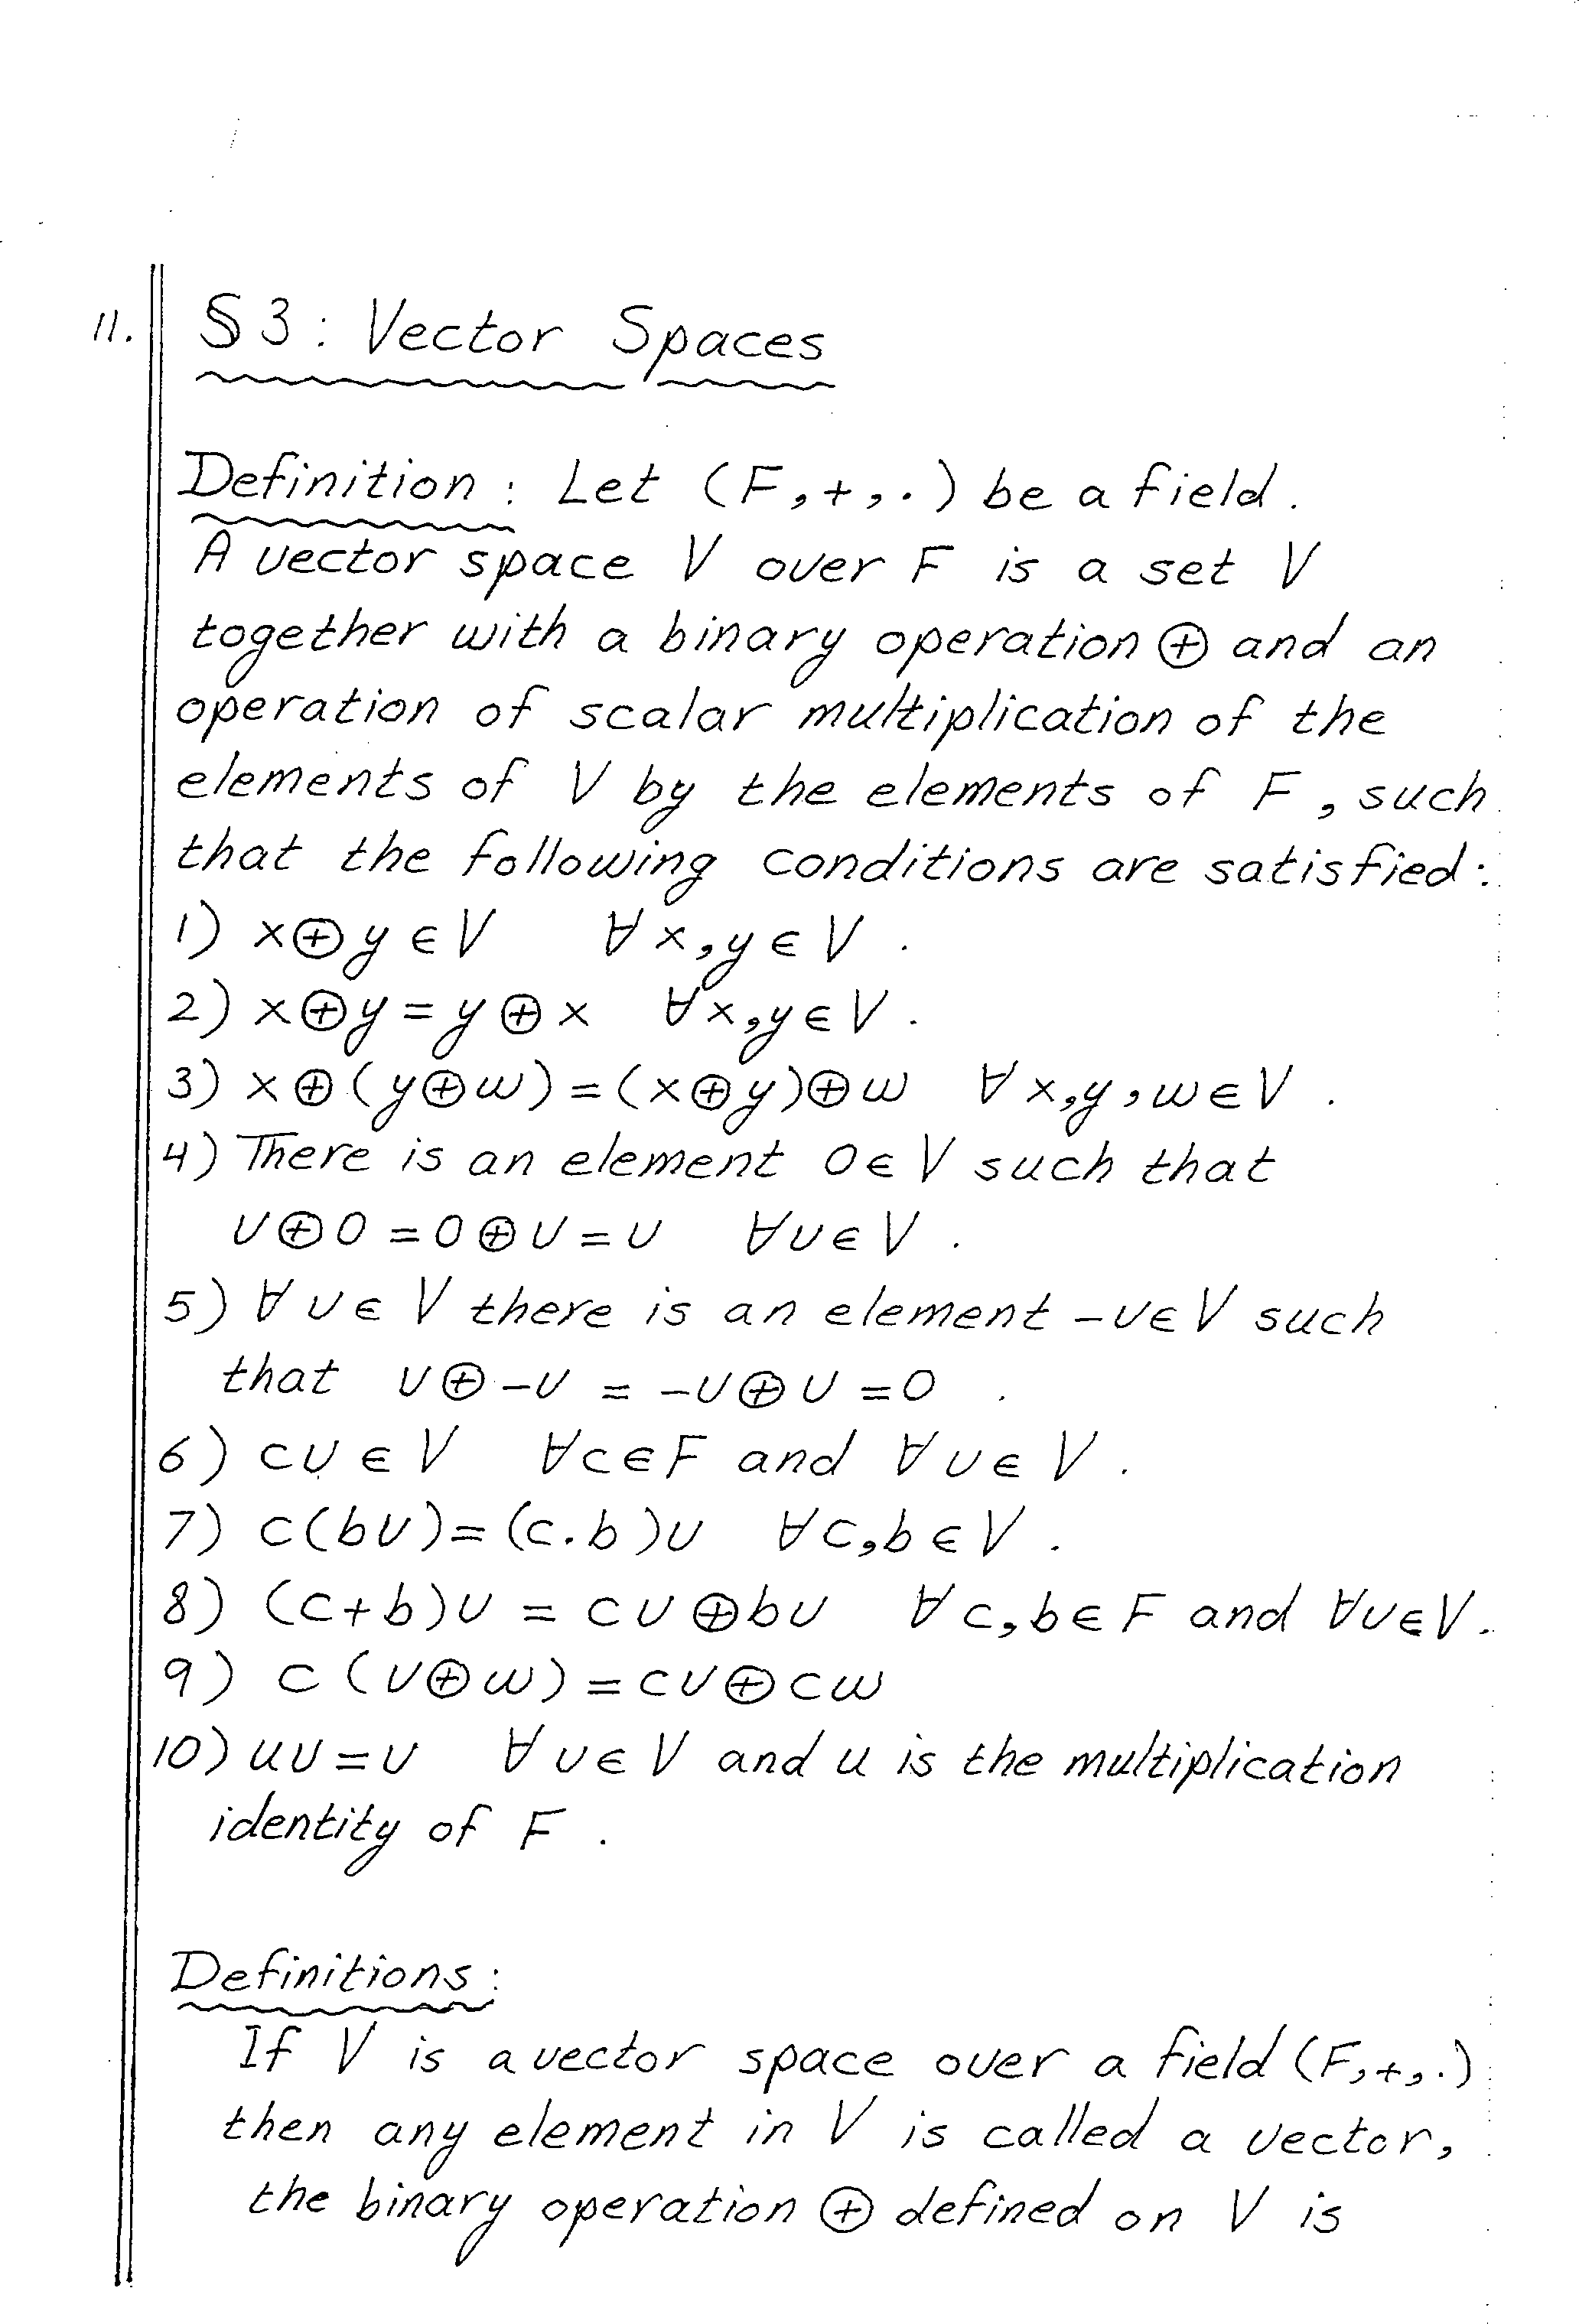 11. § 3 : Vector Spaces
Definition : Let (F,+,.) be a field.
A vector space V over F is a set V
together with a binary operation ⊕ and an
operation of scalar multiplication of the
elements of V by the elements of F, such
that the following conditions are satisfied:
1) x⊕y∈V ∀x,y∈V.
2) x⊕y=y⊕x ∀x,y∈V.
3) x⊕(y⊕w)=(x⊕y)⊕w ∀x,y,w∈V.
4) There is an element 0∈V such that
v⊕0=0⊕v=v ∀v∈V.
5) ∀v∈V there is an element -v∈V such
that v⊕-v = -v⊕v=0.
6) cv∈V ∀c∈F and ∀v∈V.
7) c(bv)=(c.b)v ∀c,b∈V.
8) (c+b)v = cv⊕bv ∀c,b∈F and ∀v∈V.
9) c(v⊕w)=cv⊕cw
10) uv=v ∀v∈V and u is the multiplication
identity of F.
Definitions:
If V is a vector space over a field (F,+,.)
then any element in V is called a vector,
the binary operation ⊕ defined on V is